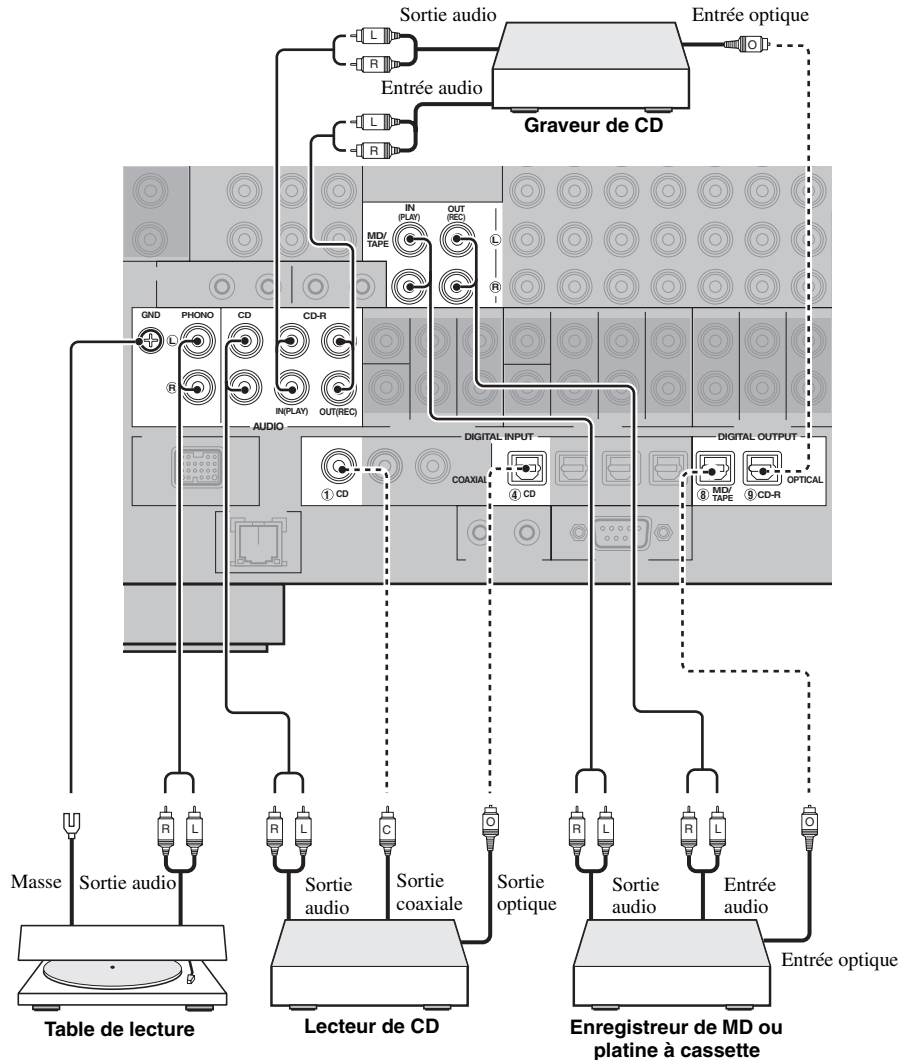 Sortie audio
Entrée optique
L
R
O
Entrée audio
L
R
Graveur de CD
IN
(PLAY)
OUT
(REC)
MD/
TAPE
L
R
GND
PHONO
CD
CD-R
L
R
IN(PLAY)
OUT(REC)
AUDIO
DIGITAL INPUT
DIGITAL OUTPUT
COAXIAL
OPTICAL
① CD
④ CD
⑧ MD/
TAPE
⑨ CD-R
R
L
R
L
C
O
R
L
R
L
O
Masse
Sortie audio
Sortie
audio
Sortie
coaxiale
Sortie
optique
Sortie
audio
Entrée
audio
Entrée optique
Table de lecture
Lecteur de CD
Enregistreur de MD ou
platine à cassette